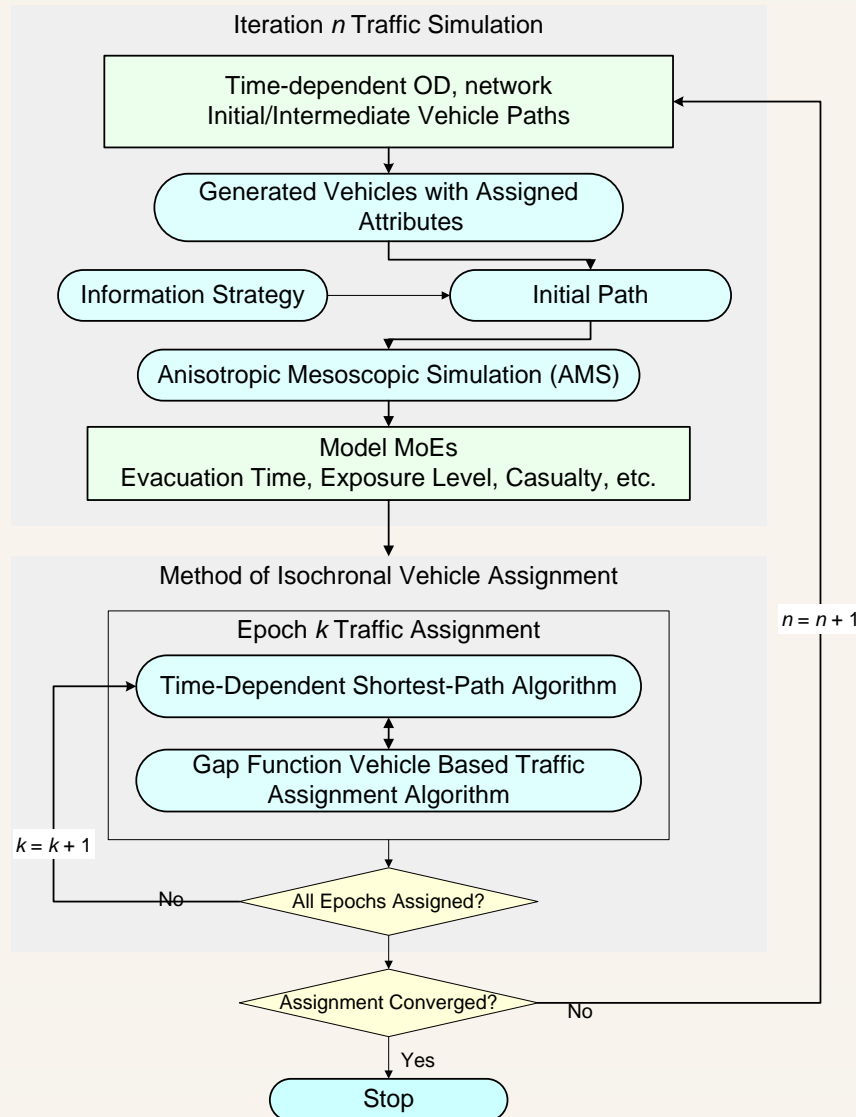 Iteration n Traffic Simulation
Time-dependent OD, network
Initial/Intermediate Vehicle Paths
Generated Vehicles with Assigned
Attributes
Information Strategy
Initial Path
Anisotropic Mesoscopic Simulation (AMS)
Model MoEs
Evacuation Time, Exposure Level, Casualty, etc.
Method of Isochronal Vehicle Assignment
n = n + 1
Epoch k Traffic Assignment
Time-Dependent Shortest-Path Algorithm
Gap Function Vehicle Based Traffic
Assignment Algorithm
k = k + 1
No
All Epochs Assigned?
Assignment Converged?
No
Yes
Stop